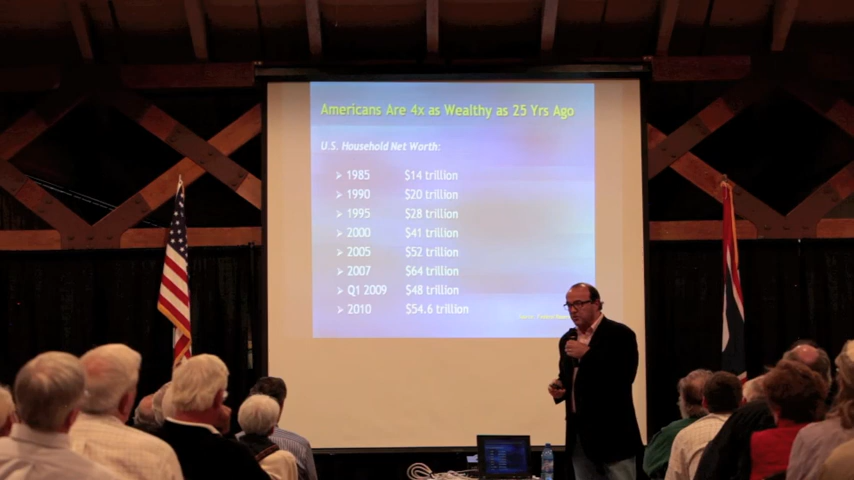 Americans Are 4x as Wealthy as 25 Yrs Ago
U.S. Household Net Worth:
➢ 1985 $14 trillion
➢ 1990 $20 trillion
➢ 1995 $28 trillion
➢ 2000 $41 trillion
➢ 2005 $52 trillion
➢ 2007 $64 trillion
➢ Q1 2009 $48 trillion
➢ 2010 $54.6 trillion